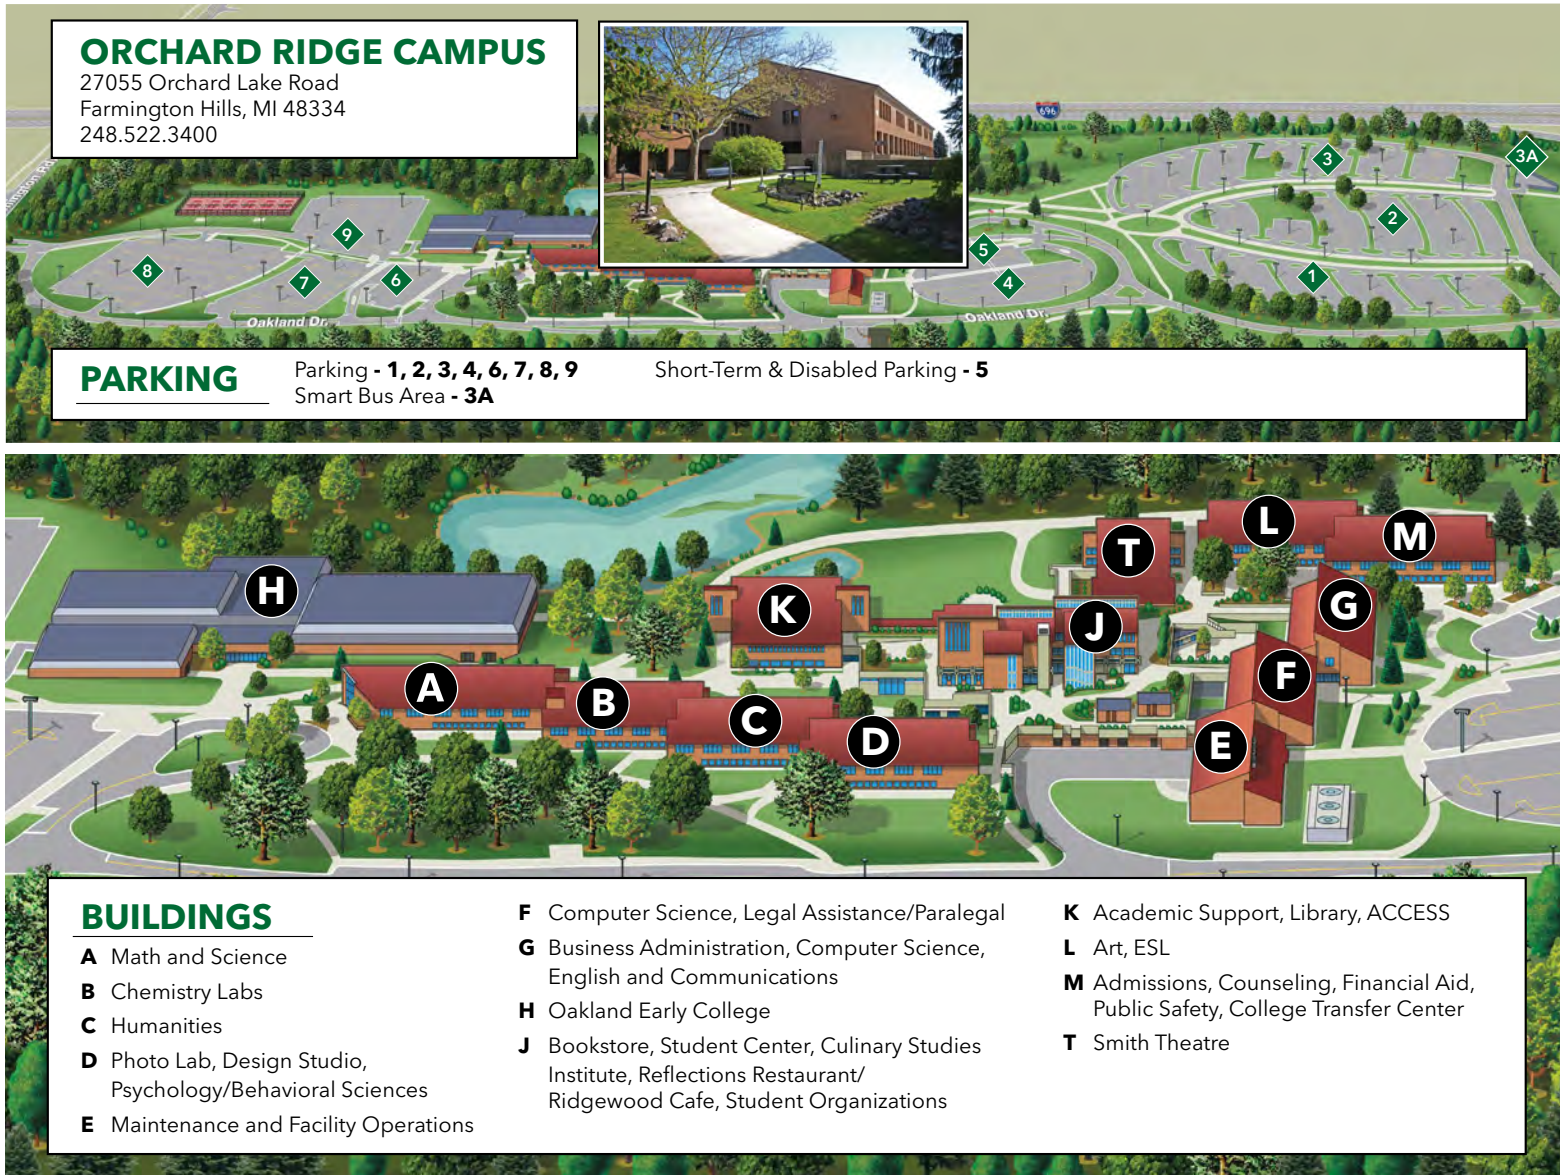 ORCHARD RIDGE CAMPUS
27055 Orchard Lake Road
Farmington Hills, MI 48334
248.522.3400
696
3
3A
2
1
5
4
9
8
7
6
Oakland Dr.
Oakland Dr.
PARKING
Parking - 1, 2, 3, 4, 6, 7, 8, 9
Smart Bus Area - 3A
Short-Term & Disabled Parking - 5
H
A
B
C
D
K
T
J
L
M
G
F
E
BUILDINGS
A Math and Science
B Chemistry Labs
C Humanities
D Photo Lab, Design Studio,
Psychology/Behavioral Sciences
E Maintenance and Facility Operations
F Computer Science, Legal Assistance/Paralegal
G Business Administration, Computer Science,
English and Communications
H Oakland Early College
J Bookstore, Student Center, Culinary Studies
Institute, Reflections Restaurant/
Ridgewood Cafe, Student Organizations
K Academic Support, Library, ACCESS
L Art, ESL
M Admissions, Counseling, Financial Aid,
Public Safety, College Transfer Center
T Smith Theatre